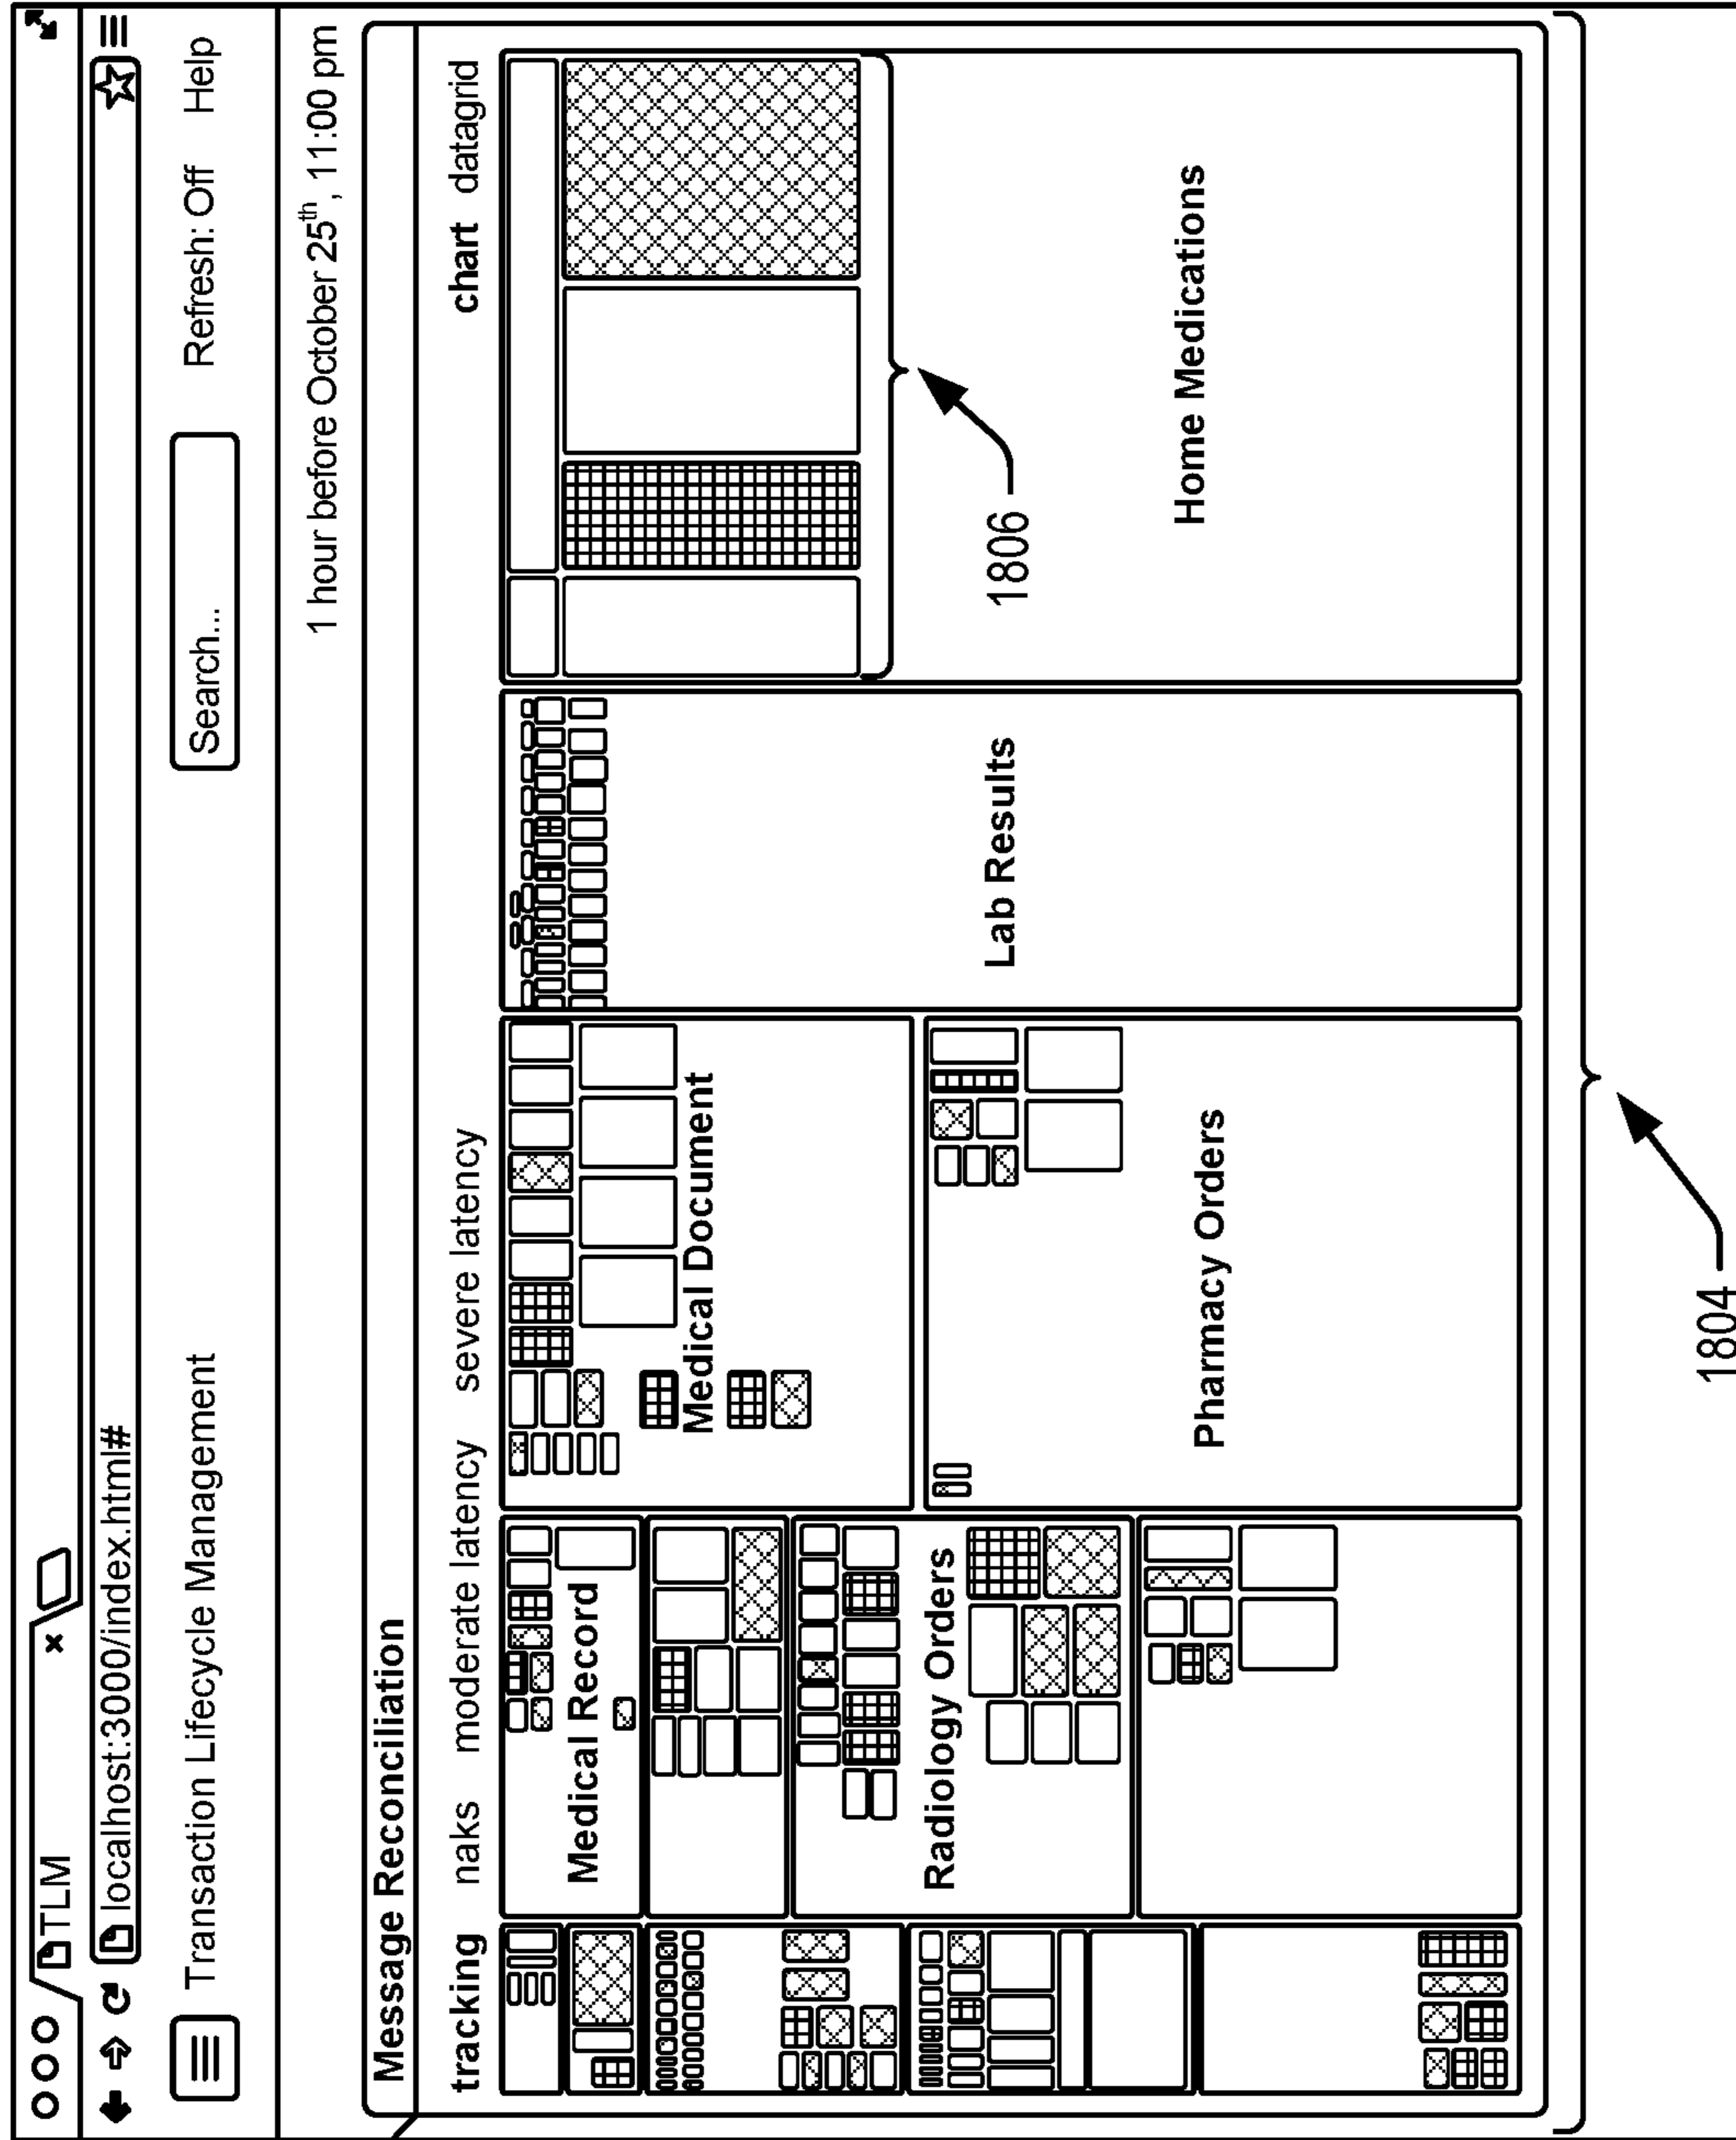 TLM x
localhost:3000/index.html#
Transaction Lifecycle Management Search... Refresh: Off Help
1 hour before October 25th, 11:00 pm
Message Reconciliation
tracking naks moderate latency severe latency chart datagrid
Medical Record
Medical Document
Radiology Orders
Pharmacy Orders
Lab Results
1806
Home Medications
1804